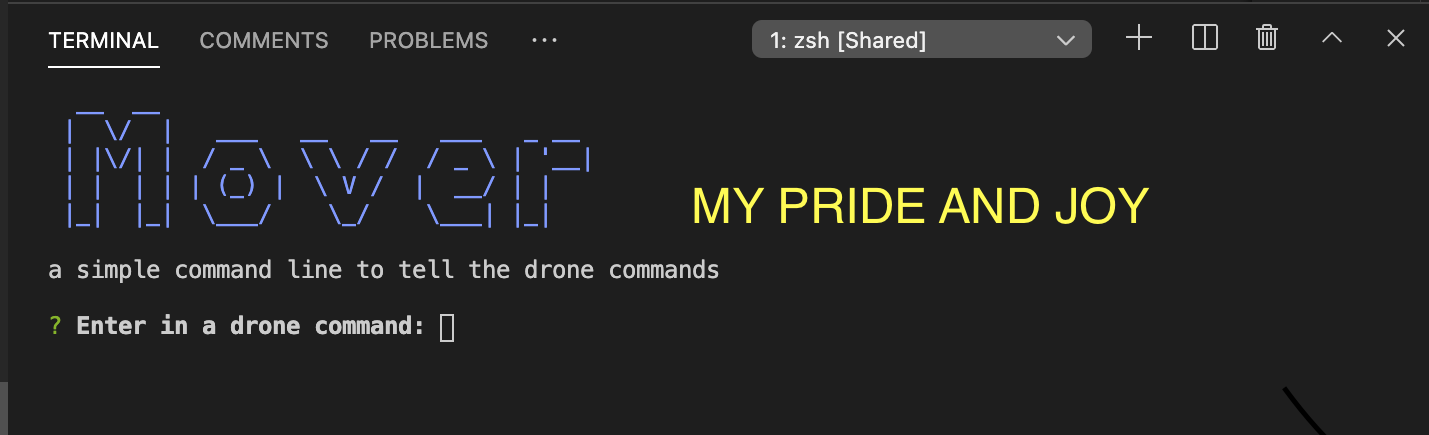 TERMINAL COMMENTS PROBLEMS ... 1: zsh [Shared]
Mover
MY PRIDE AND JOY
a simple command line to tell the drone commands
? Enter in a drone command: